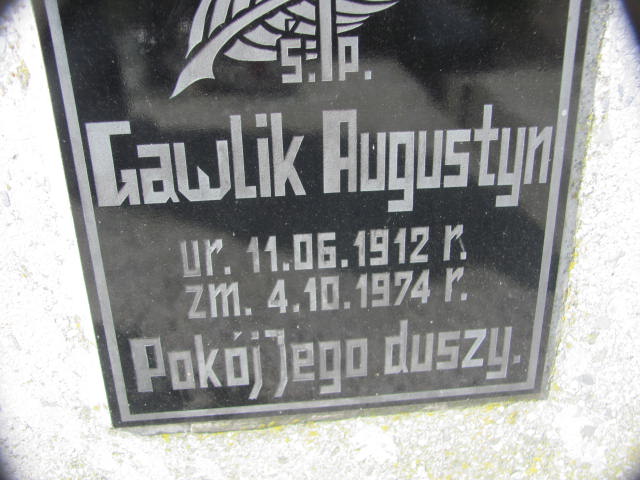 ś.p.
Gawlik Augustyn
ur. 11.06.1912 r.
zm. 4.10.1974 r.
Pokój Jego duszy.